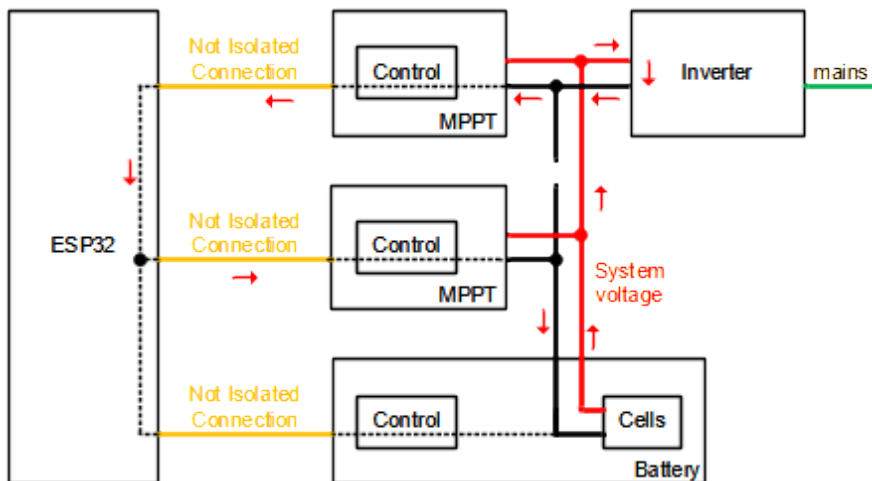 Not Isolated
Connection
Control
MPPT
Inverter
mains
ESP32
Not Isolated
Connection
Control
MPPT
System
voltage
Not Isolated
Connection
Control
Cells
Battery